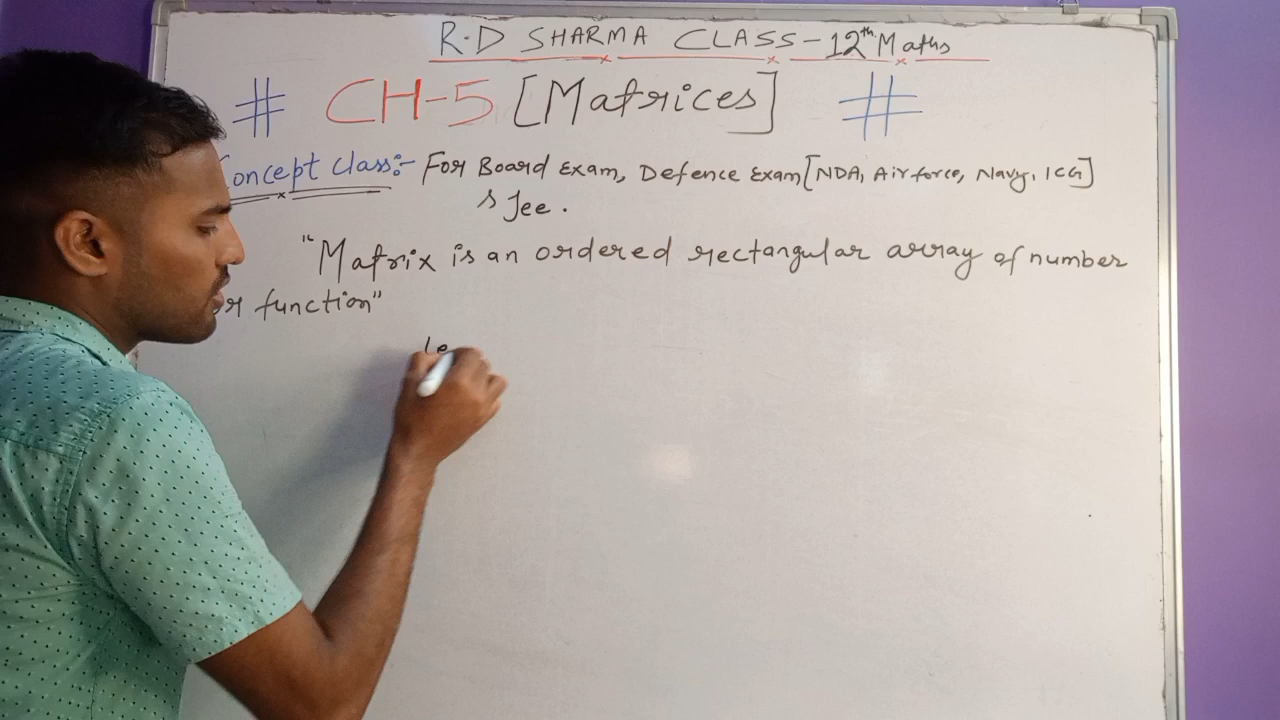 R.D SHARMA CLASS-12th Maths
# CH-5 [Matrices] #
Concept class:- For Board Exam, Defence Exam [NDA, Airforce, Navy, ICG]
Jee.
"Matrix is an ordered rectangular array of number
or function"